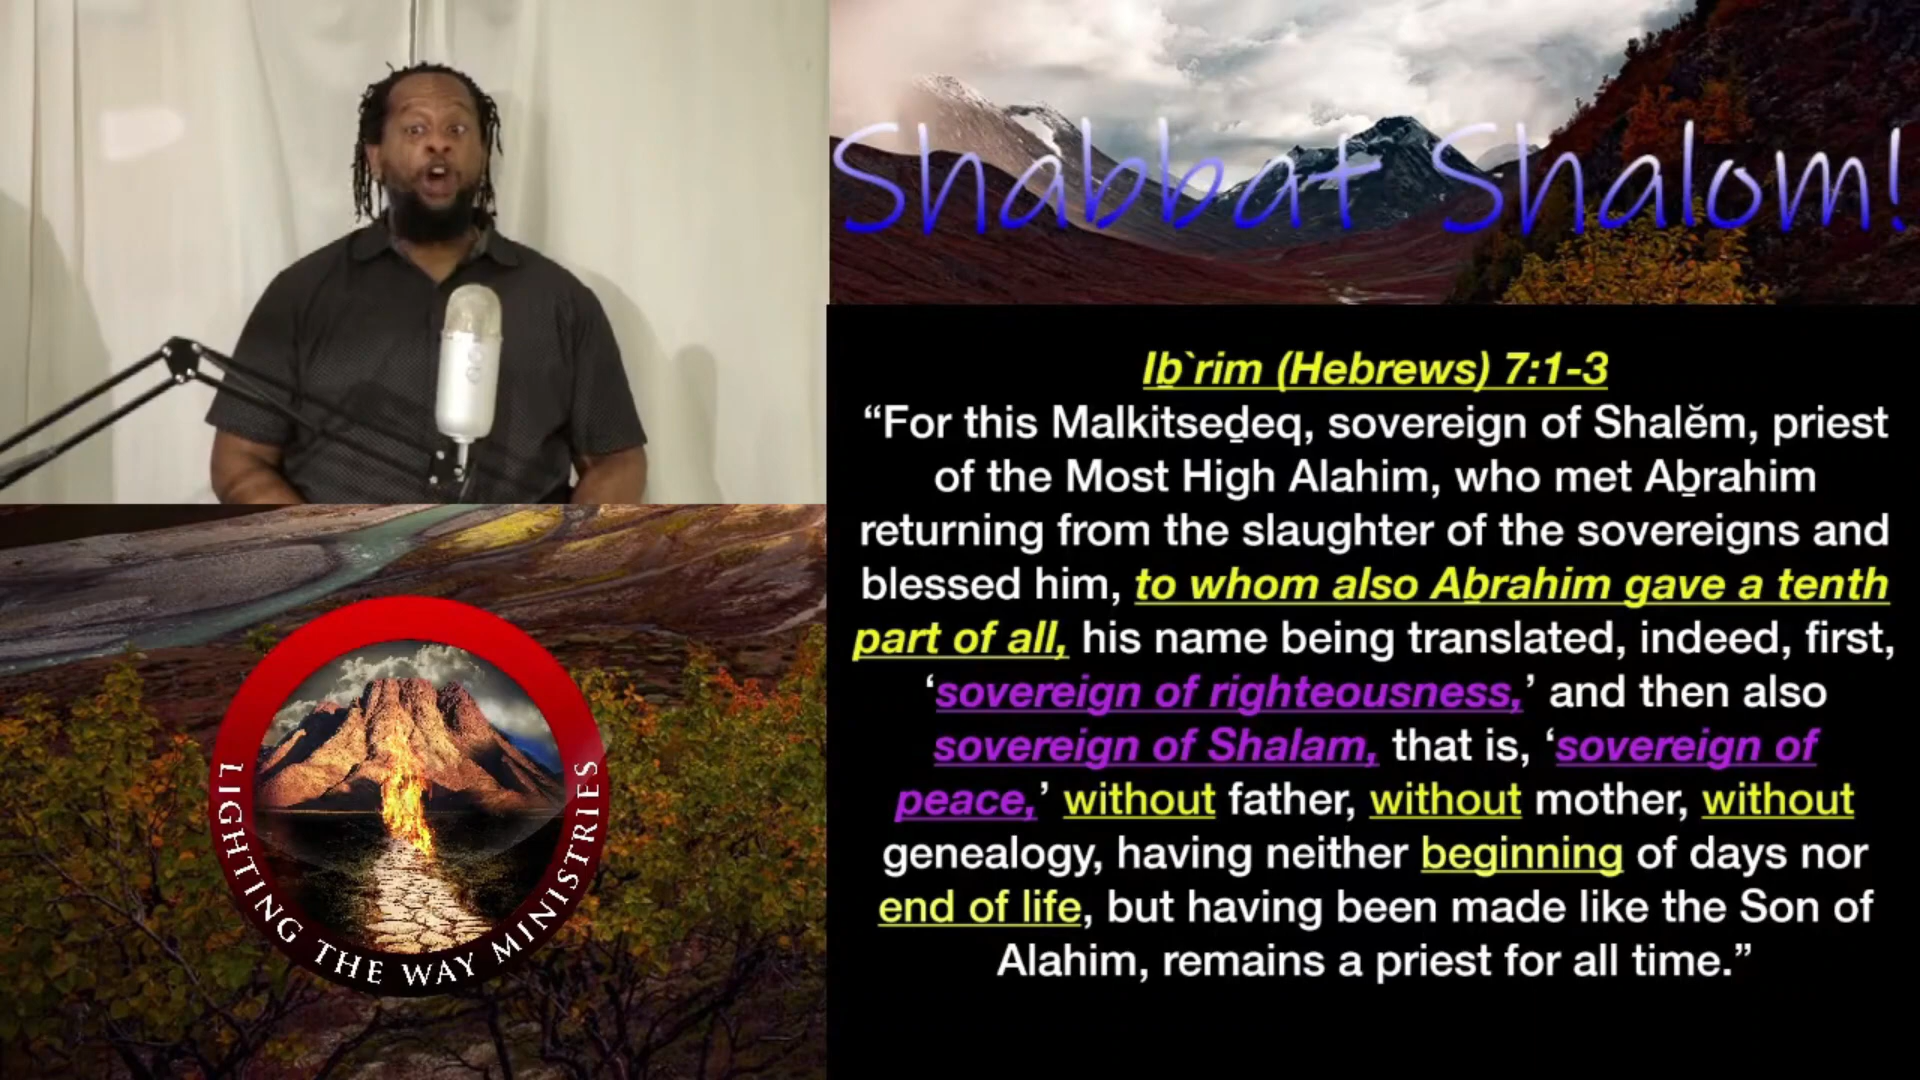 Shabbat Shalom!
Iḇ`rim (Hebrews) 7:1-3
“For this Malkitseḏeq, sovereign of Shalĕm, priest
of the Most High Alahim, who met Aḇrahim
returning from the slaughter of the sovereigns and
blessed him, to whom also Aḇrahim gave a tenth
part of all, his name being translated, indeed, first,
‘sovereign of righteousness,’ and then also
sovereign of Shalam, that is, ‘sovereign of
peace,’ without father, without mother, without
genealogy, having neither beginning of days nor
end of life, but having been made like the Son of
Alahim, remains a priest for all time.”
LIGHTING THE WAY MINISTRIES